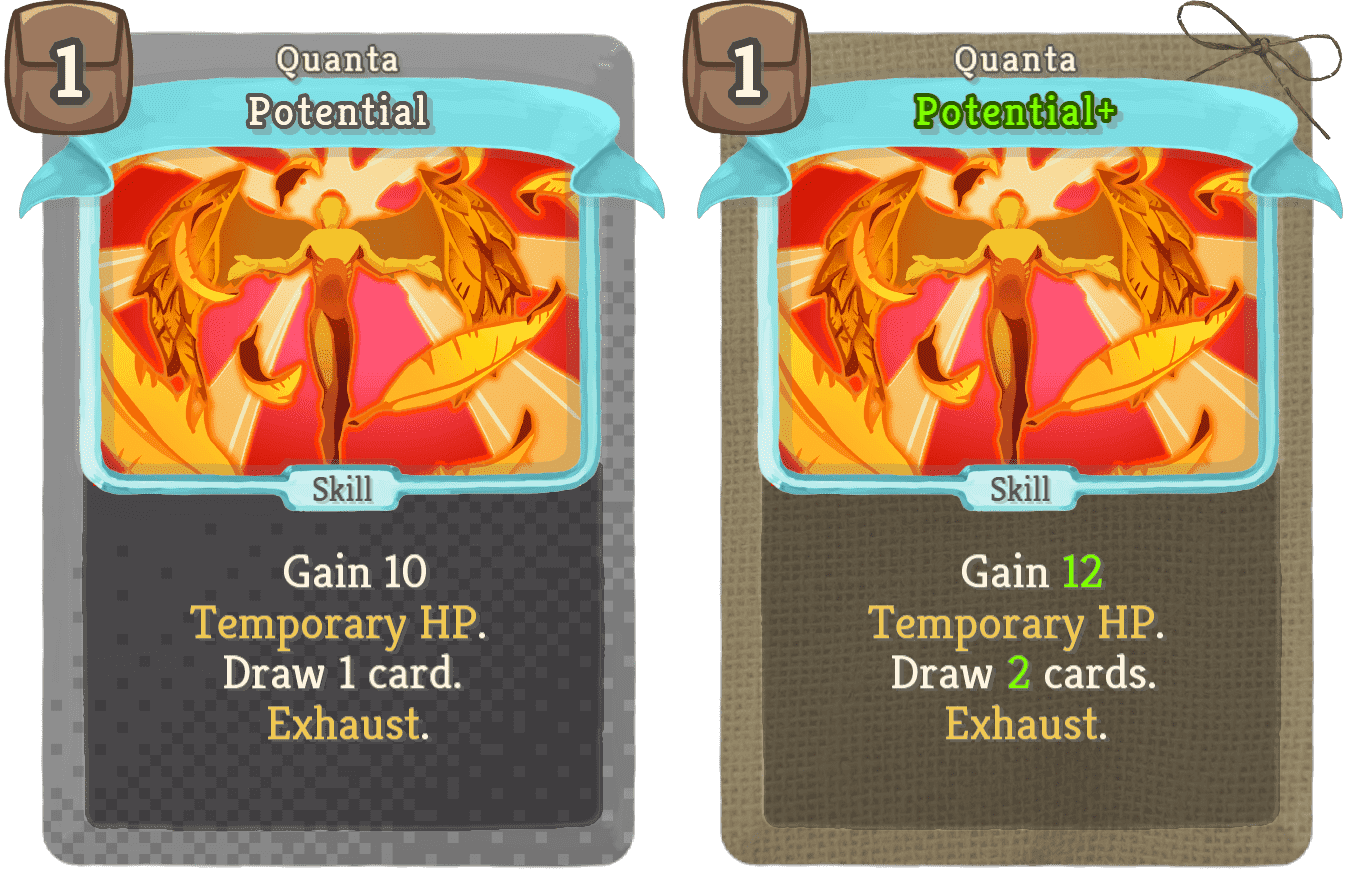 1
Quanta
Potential
Skill
Gain 10
Temporary HP.
Draw 1 card.
Exhaust.
1
Quanta
Potential+
Skill
Gain 12
Temporary HP.
Draw 2 cards.
Exhaust.